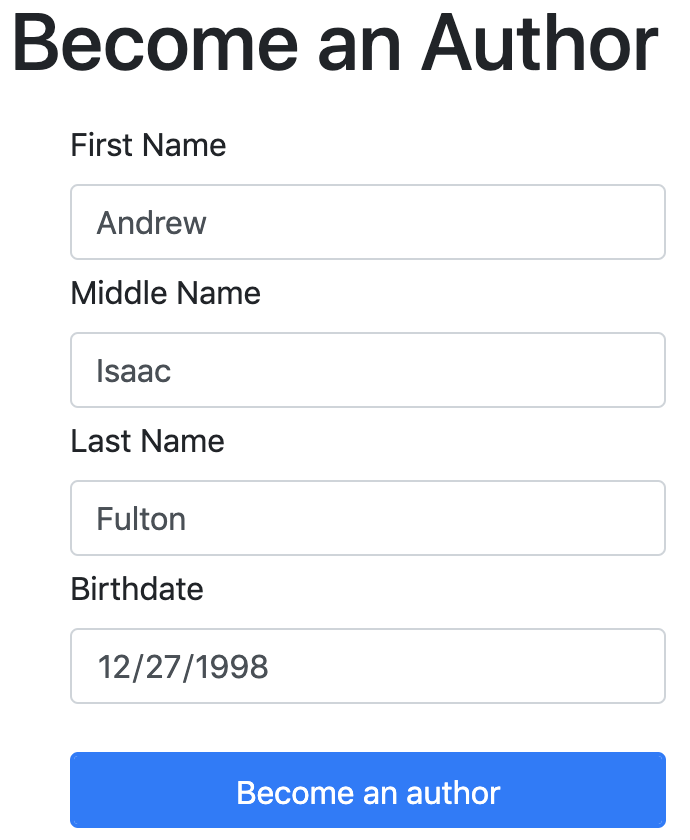 Become an Author
First Name
Andrew
Middle Name
Isaac
Last Name
Fulton
Birthdate
12/27/1998
Become an author